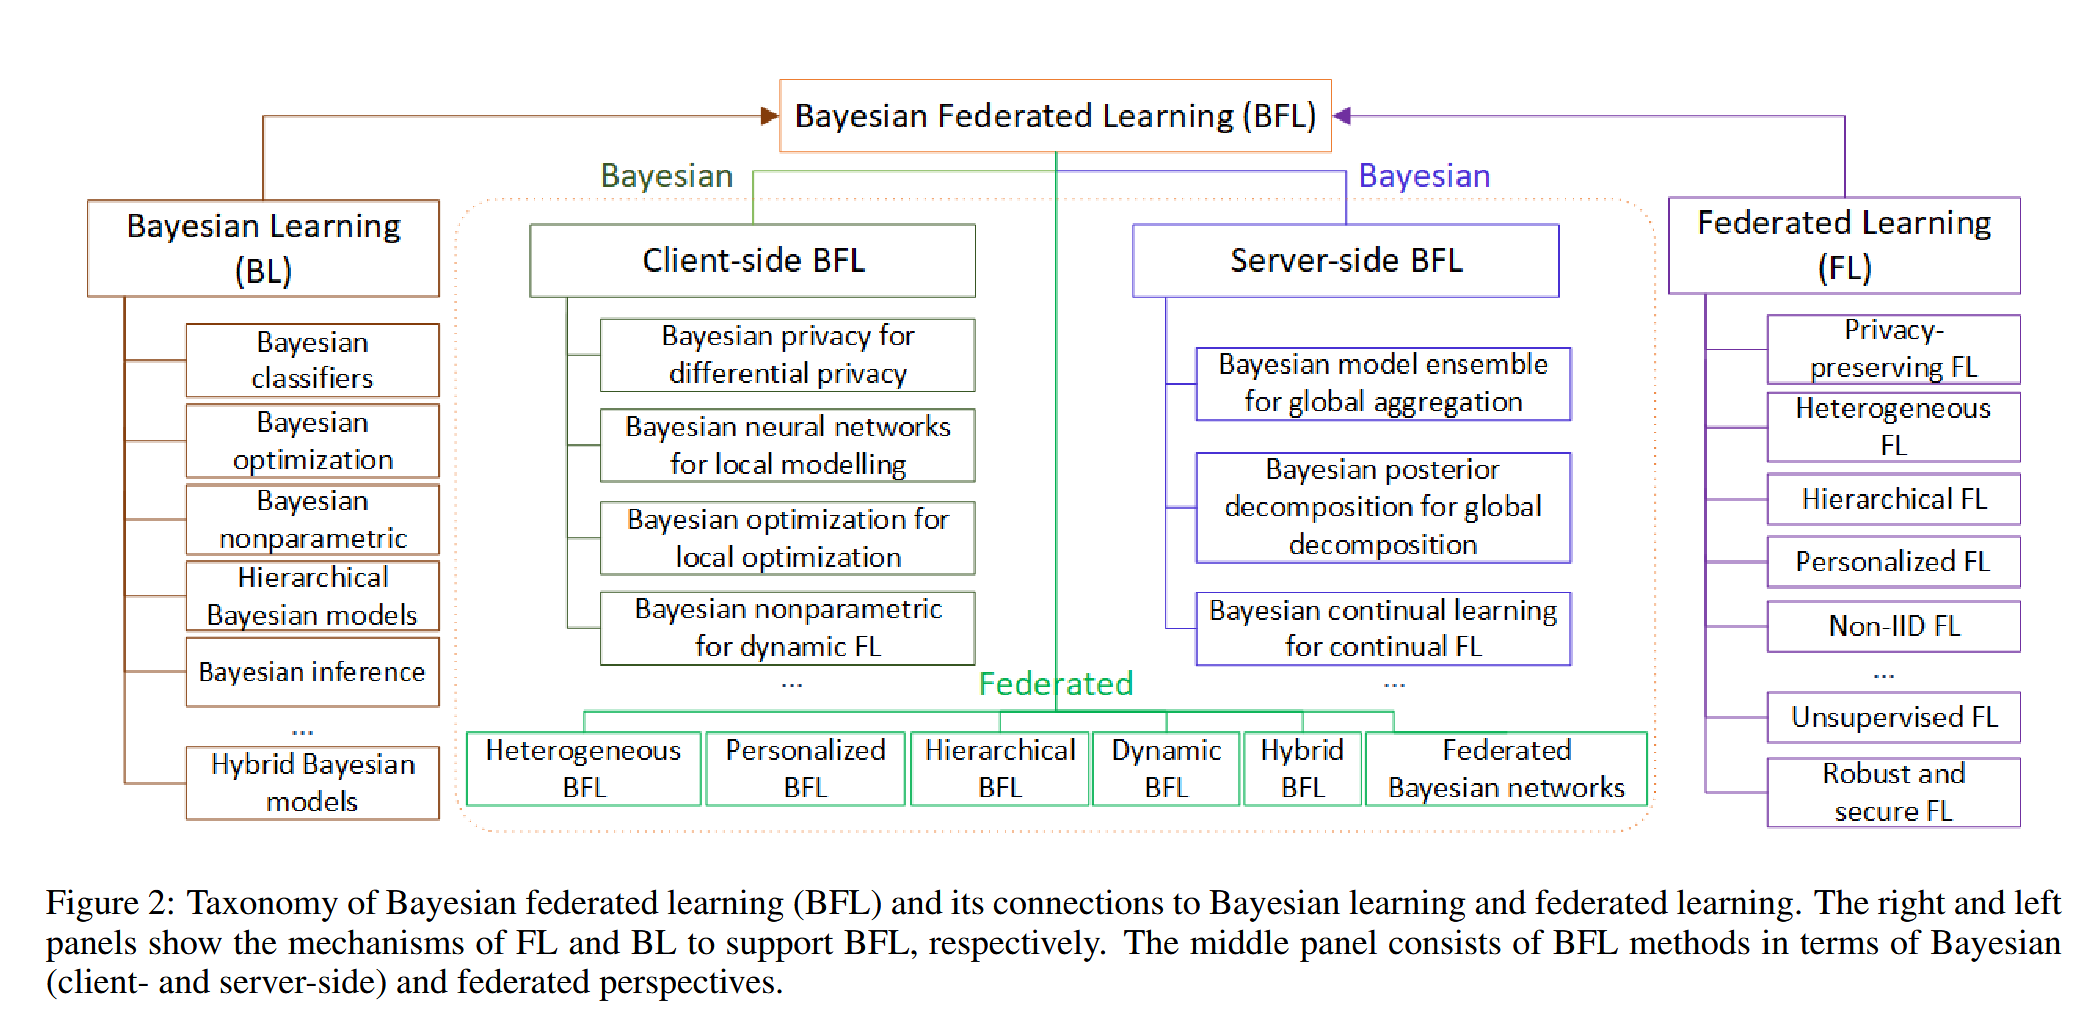 Bayesian Federated Learning (BFL)
Bayesian
Bayesian
Bayesian Learning
(BL)
Bayesian
classifiers
Bayesian
optimization
Bayesian
nonparametric
Hierarchical
Bayesian models
Bayesian inference
...
Hybrid Bayesian
models
Client-side BFL
Bayesian privacy for
differential privacy
Bayesian neural networks
for local modelling
Bayesian optimization for
local optimization
Bayesian nonparametric
for dynamic FL
...
Server-side BFL
Bayesian model ensemble
for global aggregation
Bayesian posterior
decomposition for global
decomposition
Bayesian continual learning
for continual FL
...
Federated
Heterogeneous
BFL
Personalized
BFL
Hierarchical
BFL
Dynamic
BFL
Hybrid
BFL
Federated
Bayesian networks
Federated Learning
(FL)
Privacy-
preserving FL
Heterogeneous
FL
Hierarchical FL
Personalized FL
Non-IID FL
...
Unsupervised FL
Robust and
secure FL
Figure 2: Taxonomy of Bayesian federated learning (BFL) and its connections to Bayesian learning and federated learning. The right and left
panels show the mechanisms of FL and BL to support BFL, respectively. The middle panel consists of BFL methods in terms of Bayesian
(client- and server-side) and federated perspectives.